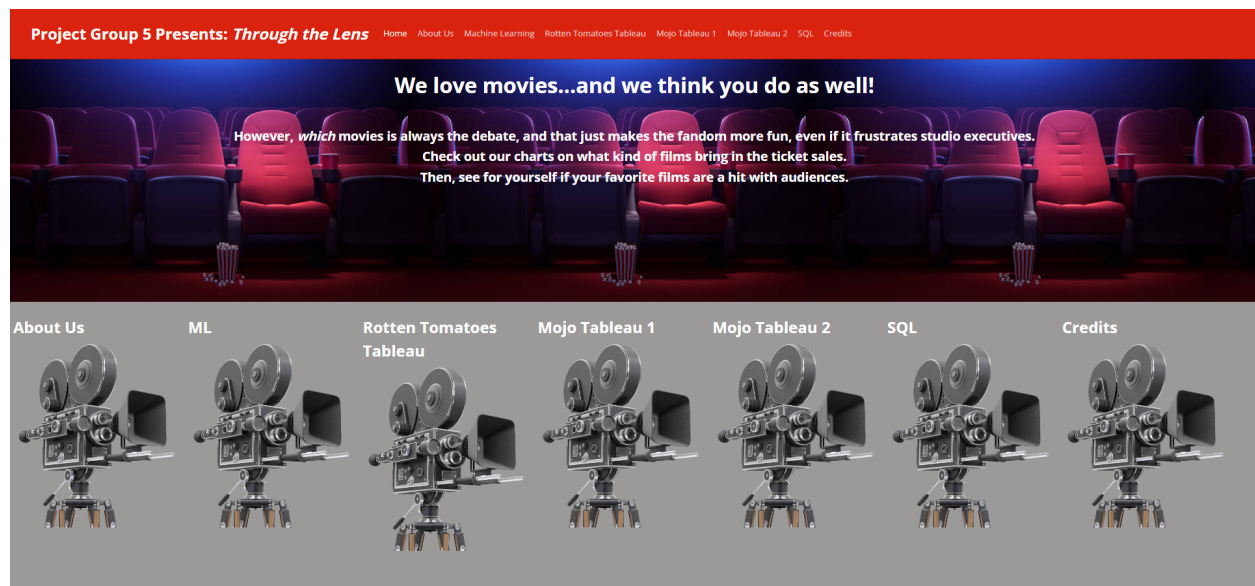 Project Group 5 Presents: Through the Lens Home About Us Machine Learning Rotten Tomatoes Tableau Mojo Tableau 1 Mojo Tableau 2 SQL Credits
We love movies...and we think you do as well!
However, which movies is always the debate, and that just makes the fandom more fun, even if it frustrates studio executives.
Check out our charts on what kind of films bring in the ticket sales.
Then, see for yourself if your favorite films are a hit with audiences.
About Us
ML
Rotten Tomatoes
Tableau
Mojo Tableau 1
Mojo Tableau 2
SQL
Credits